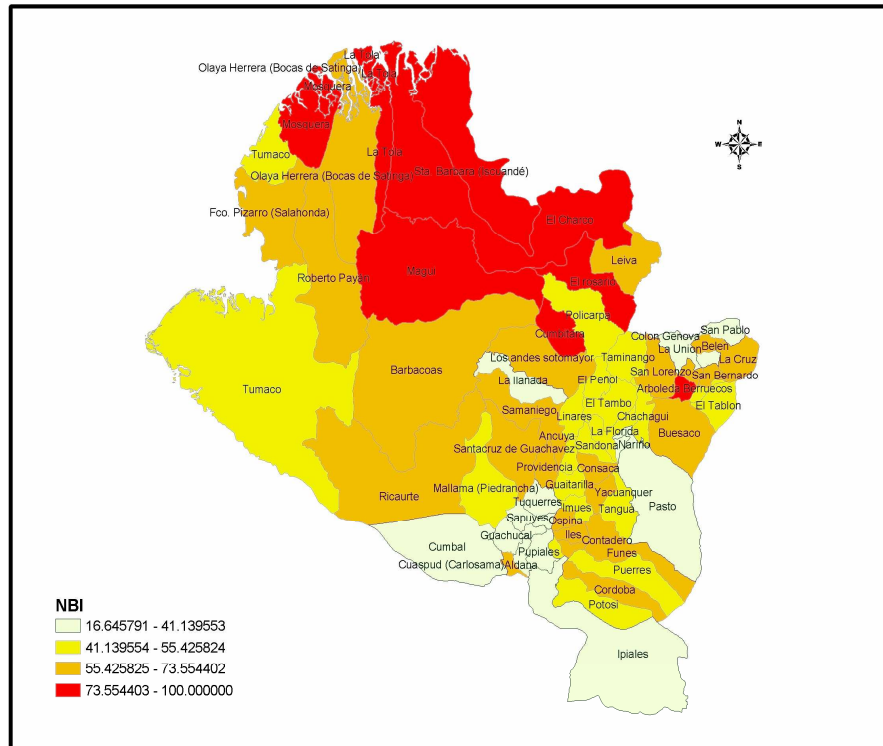 La Tola
Olaya Herrera (Bocas de Satinga)
La Tola
Mosquera
Mosquera
Tumaco
La Tola
Olaya Herrera (Bocas de Satinga)
Sta. Barbara (Iscuandé)
Fco. Pizarro (Salahonda)
El Charco
Leiva
Magui
Roberto Payan
El rosario
Policarpa
Cumbitara
San Pablo
Colon Genova
La Union
Belen
Los andes sotomayor
Taminango
La Cruz
Barbacoas
San Lorenzo
San Bernardo
La llanada
El Peñol
Tumaco
Arboleda Berruecos
El Tambo
El Tablon
Samaniego
Linares
Chachagui
Ancuya
La Florida
Buesaco
Santacruz de Guachavez
Sandona
Nariño
Providencia
Consaca
Mallama (Piedrancha)
Guaitarilla
Ricaurte
Yacuanquer
Tuquerres
Imues
Tangua
Pasto
Sapuyes
Ospina
Guachucal
Iles
Contadero
Cumbal
Pupiales
Funes
Cuaspud (Carlosama)
Aldana
Puerres
Cordoba
Potosi
Ipiales
N
W
E
S
NBI
16.645791 - 41.139553
41.139554 - 55.425824
55.425825 - 73.554402
73.554403 - 100.000000